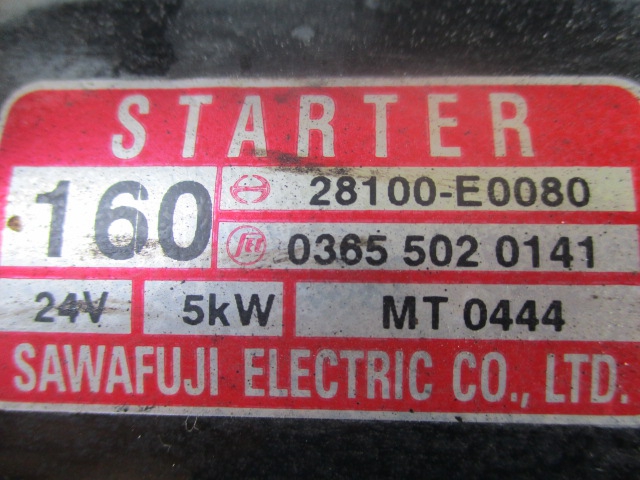 STARTER
160
28100-E0080
0365 502 0141
24V 5kW MT 0444
SAWAFUJI ELECTRIC CO., LTD.